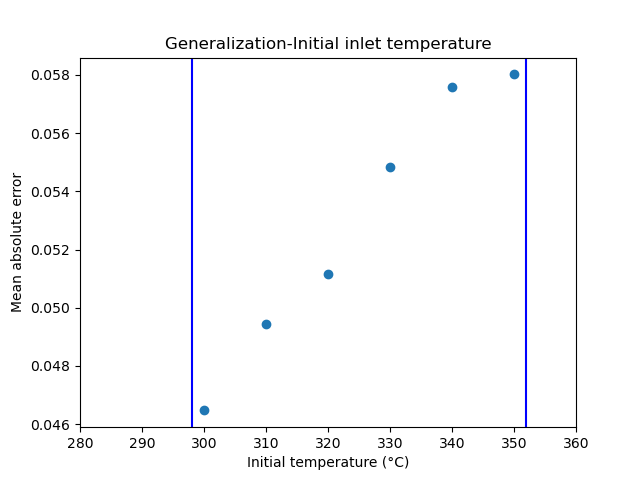 Generalization-Initial inlet temperature
Mean absolute error
0.058
0.056
0.054
0.052
0.050
0.048
0.046
280 290 300 310 320 330 340 350 360
Initial temperature (°C)